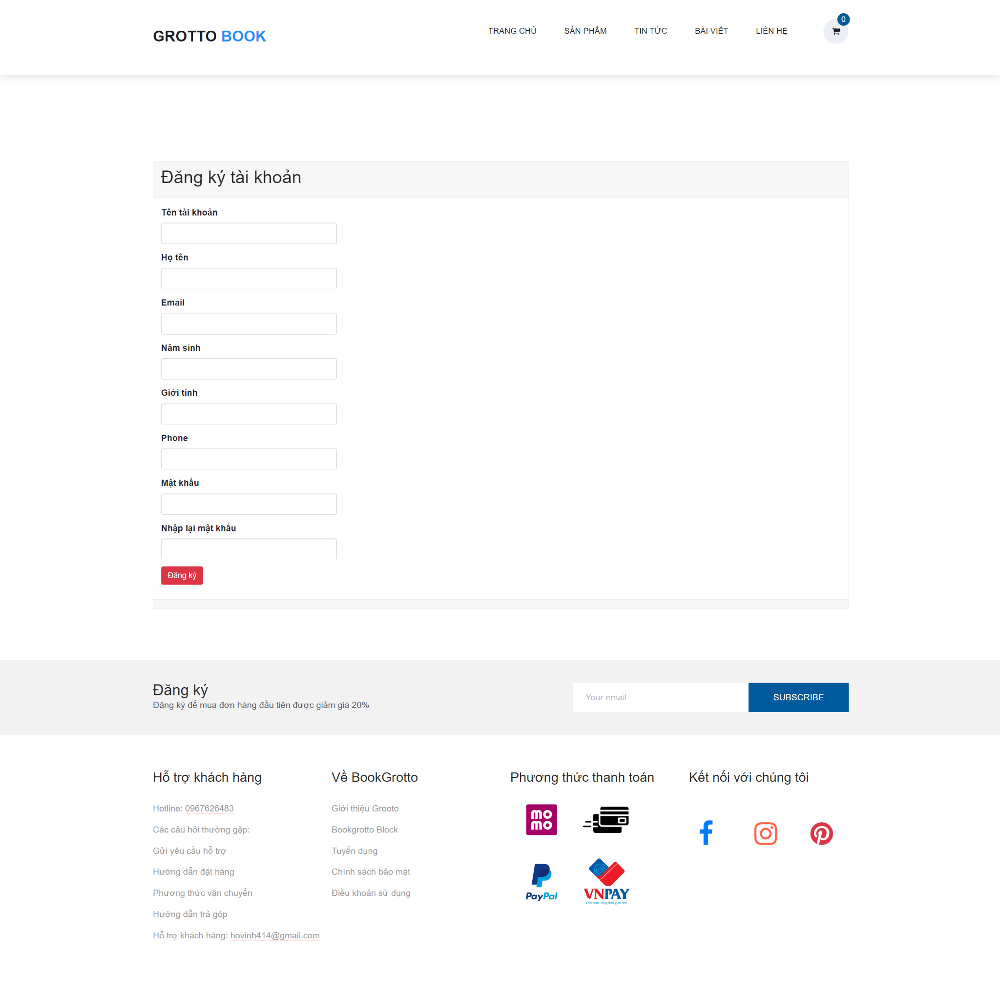 GROTTO BOOK
TRANG CHỦ
SẢN PHẨM
TIN TỨC
BÀI VIẾT
LIÊN HỆ
0
Đăng ký tài khoản
Tên tài khoản
Họ tên
Email
Năm sinh
Giới tính
Phone
Mật khẩu
Nhập lại mật khẩu
Đăng ký
Đăng ký
Đăng ký để mua đơn hàng đầu tiên được giảm giá 20%
Your email
SUBSCRIBE
Hỗ trợ khách hàng
Hotline: 0967626483
Các câu hỏi thường gặp:
Gửi yêu cầu hỗ trợ
Hướng dẫn đặt hàng
Phương thức vận chuyển
Hướng dẫn trả góp
Hỗ trợ khách hàng: hovinh414@gmail.com
Về BookGrotto
Giới thiệu Grooto
Bookgrotto Block
Tuyển dụng
Chính sách bảo mật
Điều khoản sử dụng
Phương thức thanh toán
mo
mo
PayPal
VNPAY
Cho cuộc sống đơn giản hơn
Kết nối với chúng tôi